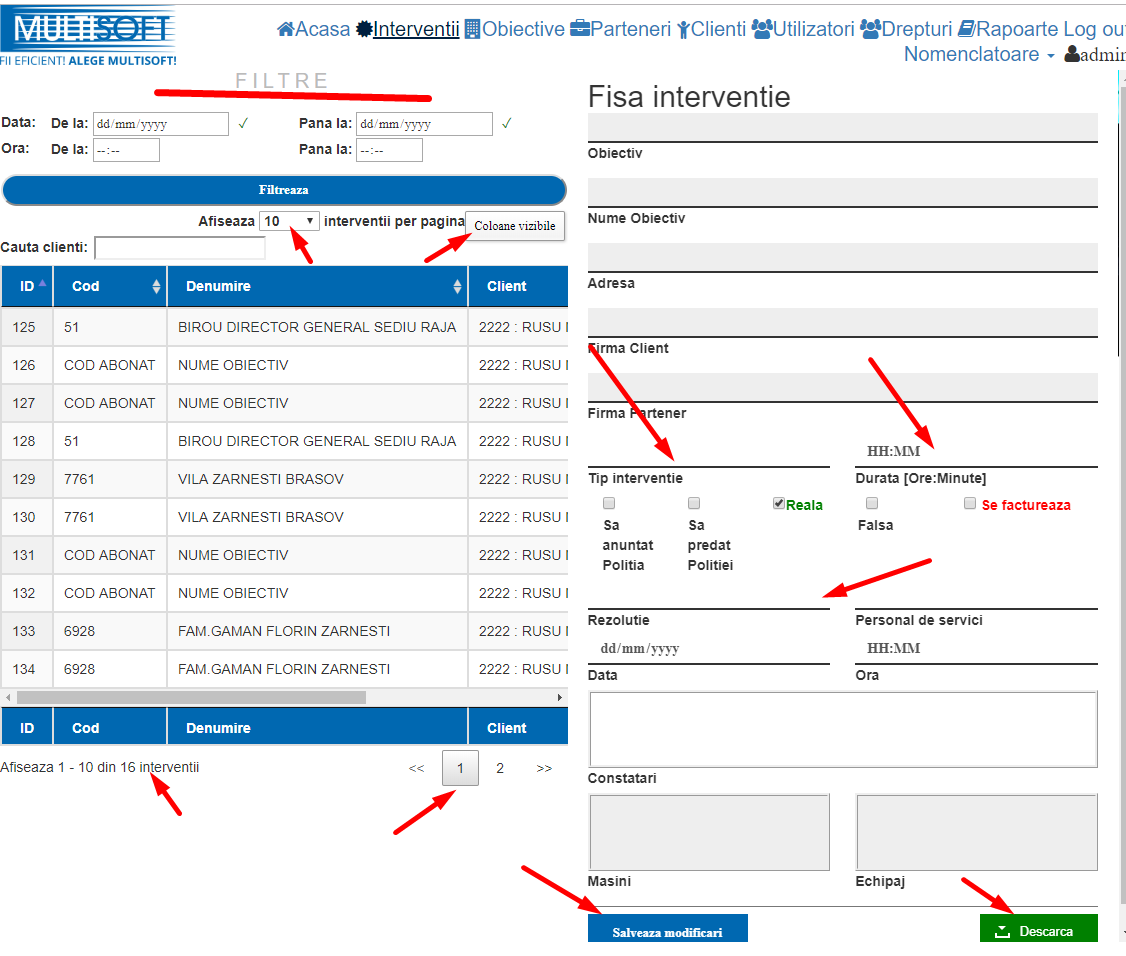 MULTISOFT
FII EFICIENT! ALEGE MULTISOFT!
Acasa Interventii Obiective Parteneri Clienti Utilizatori Drepturi Rapoarte Log out
Nomenclatoare admin
FILTRE
Data: De la: dd/mm/yyyy ✓ Pana la: dd/mm/yyyy ✓
Ora: De la: --:-- Pana la: --:--
Filtreaza
Afiseaza 10 interventii per pagina Coloane vizibile
Cauta clienti:
ID Cod Denumire Client
125 51 BIROU DIRECTOR GENERAL SEDIU RAJA 2222 : RUSU
126 COD ABONAT NUME OBIECTIV 2222 : RUSU
127 COD ABONAT NUME OBIECTIV 2222 : RUSU
128 51 BIROU DIRECTOR GENERAL SEDIU RAJA 2222 : RUSU
129 7761 VILA ZARNESTI BRASOV 2222 : RUSU
130 7761 VILA ZARNESTI BRASOV 2222 : RUSU
131 COD ABONAT NUME OBIECTIV 2222 : RUSU
132 COD ABONAT NUME OBIECTIV 2222 : RUSU
133 6928 FAM.GAMAN FLORIN ZARNESTI 2222 : RUSU
134 6928 FAM.GAMAN FLORIN ZARNESTI 2222 : RUSU
ID Cod Denumire Client
Afiseaza 1 - 10 din 16 interventii << 1 2 >>
Fisa interventie
Obiectiv
Nume Obiectiv
Adresa
Firma Client
Firma Partener
HH:MM
Tip interventie Durata [Ore:Minute]
Sa anuntat Politia
Sa predat Politiei
Reala
Falsa
Se factureaza
Rezolutie Personal de servici
dd/mm/yyyy HH:MM
Data Ora
Constatari
Masini Echipaj
Salveaza modificari Descarca